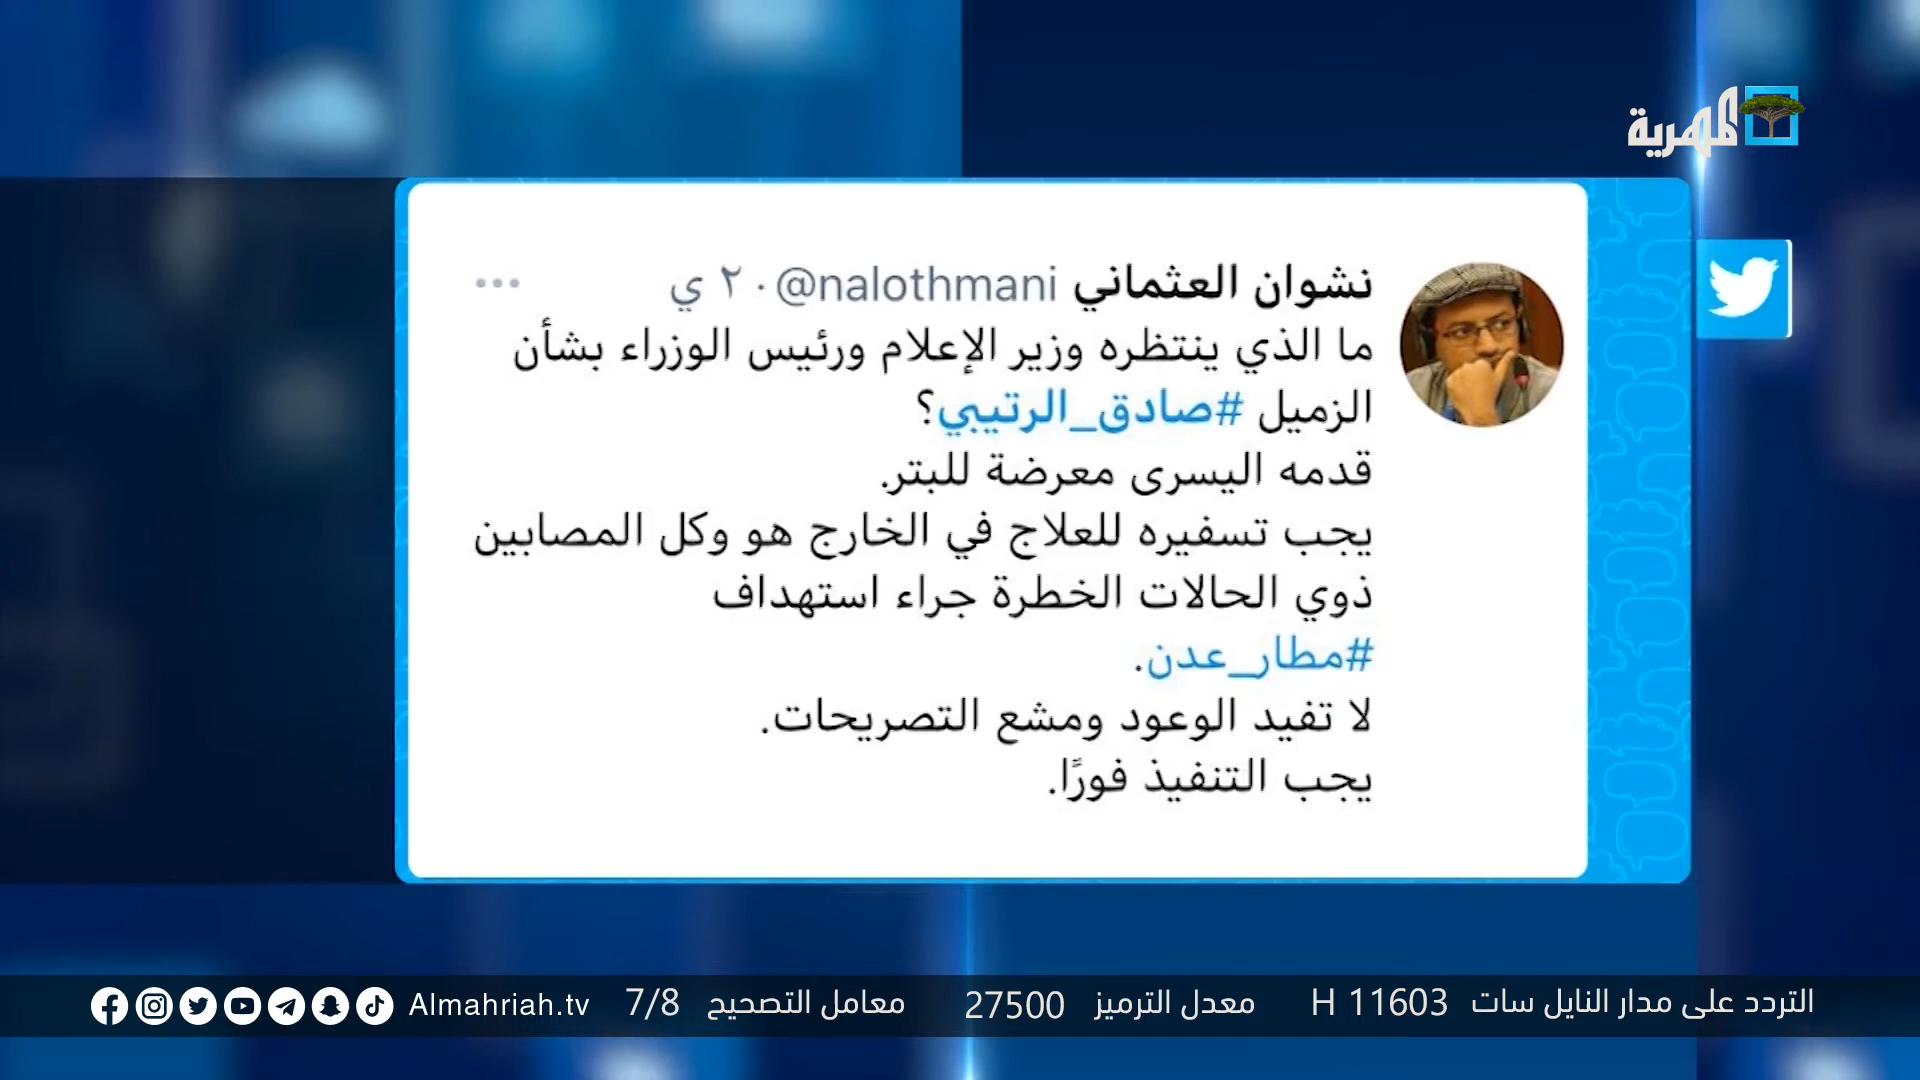 المهرية
نشوان العثماني @nalothmani · ٢٠ ي
ما الذي ينتظره وزير الإعلام ورئيس الوزراء بشأن
الزميل #صادق_الرتيبي؟
قدمه اليسرى معرضة للبتر.
يجب تسفيره للعلاج في الخارج هو وكل المصابين
ذوي الحالات الخطرة جراء استهداف
#مطار_عدن.
لا تفيد الوعود ومشع التصريحات.
يجب التنفيذ فورًا.
التردد على مدار النايل سات H 11603 معدل الترميز 27500 معامل التصحيح 7/8 Almahriah.tv